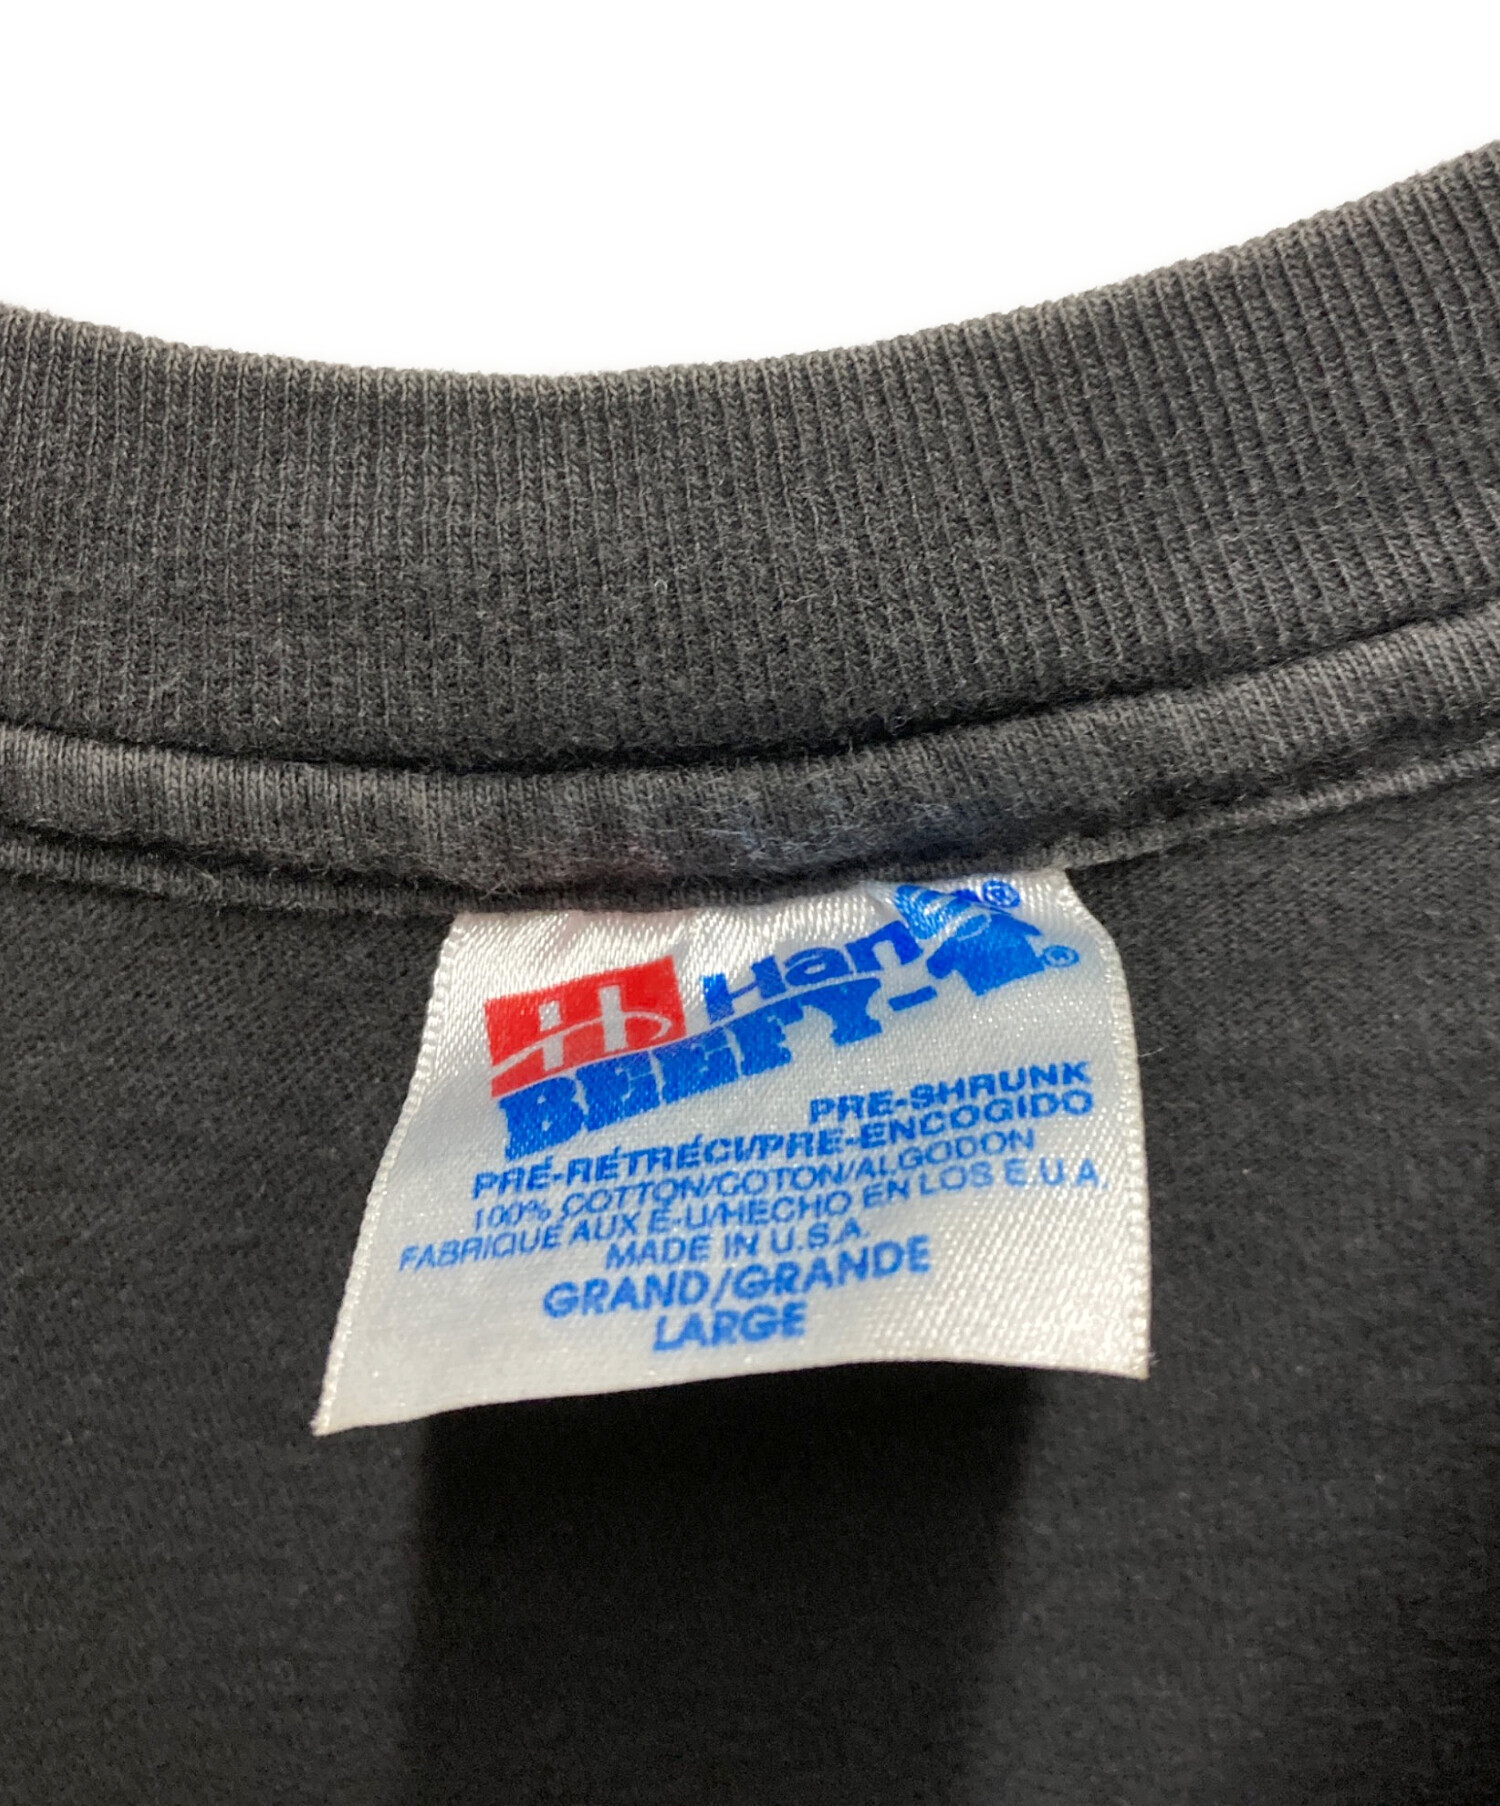 H Han ®
BEEFY-T ®
PRE-SHRUNK
PRÉ-RÉTRÉCI/PRE-ENCOGIDO
100% COTTON/COTON/ALGODON
FABRIQUÉ AUX É-U/HECHO EN LOS E.U.A.
MADE IN U.S.A.
GRAND/GRANDE
LARGE